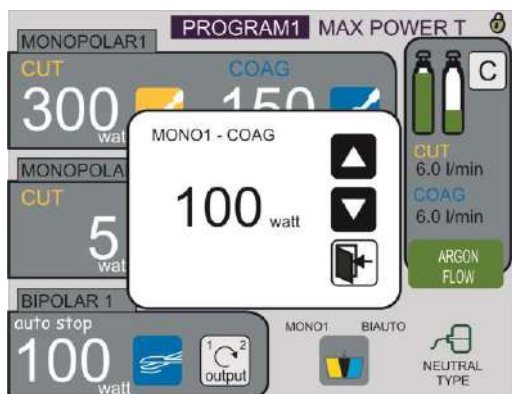 PROGRAM1 MAX POWER T
MONOPOLAR1
CUT
COAG
300
watt
150
MONOPOLA
CUT
5
watt
MONO1 - COAG
100 watt
C
CUT
6.0 l/min
COAG
6.0 l/min
ARGON
FLOW
BIPOLAR 1
auto stop
100
watt
1 2
output
MONO1 BIAUTO
NEUTRAL
TYPE